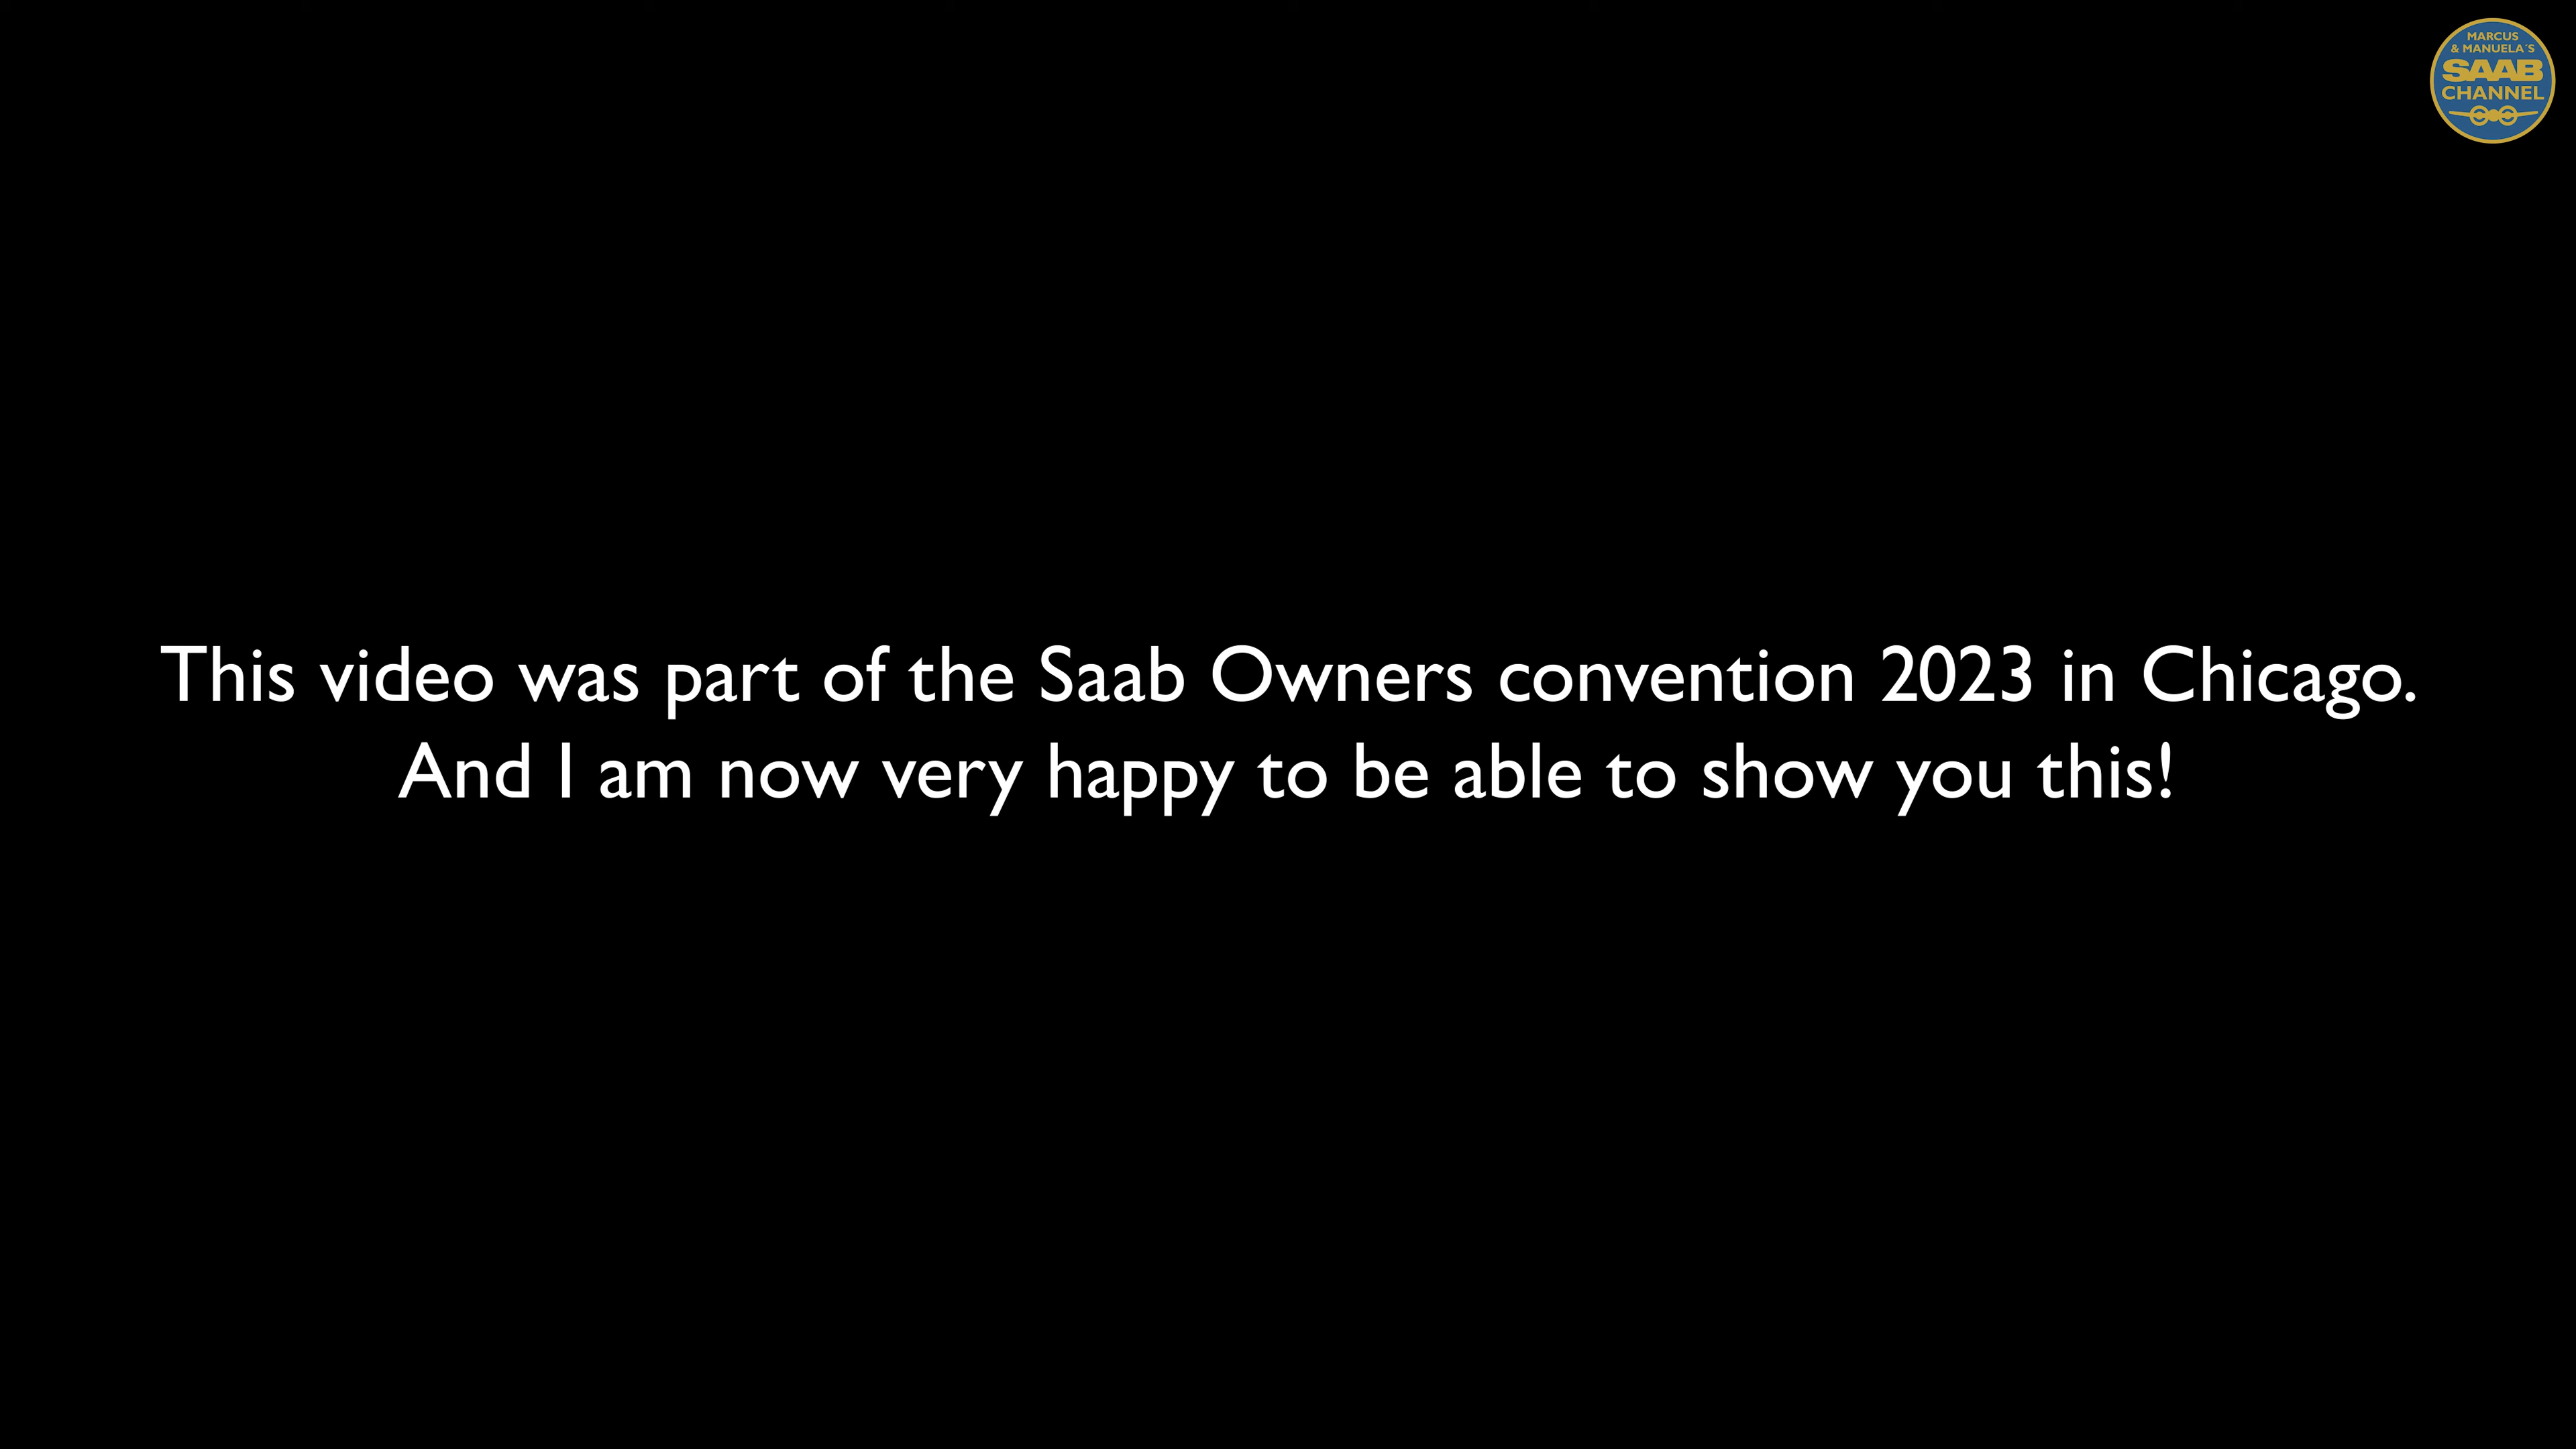 MARCUS
& MANUELA´S
SAAB
CHANNEL
This video was part of the Saab Owners convention 2023 in Chicago.
And I am now very happy to be able to show you this!